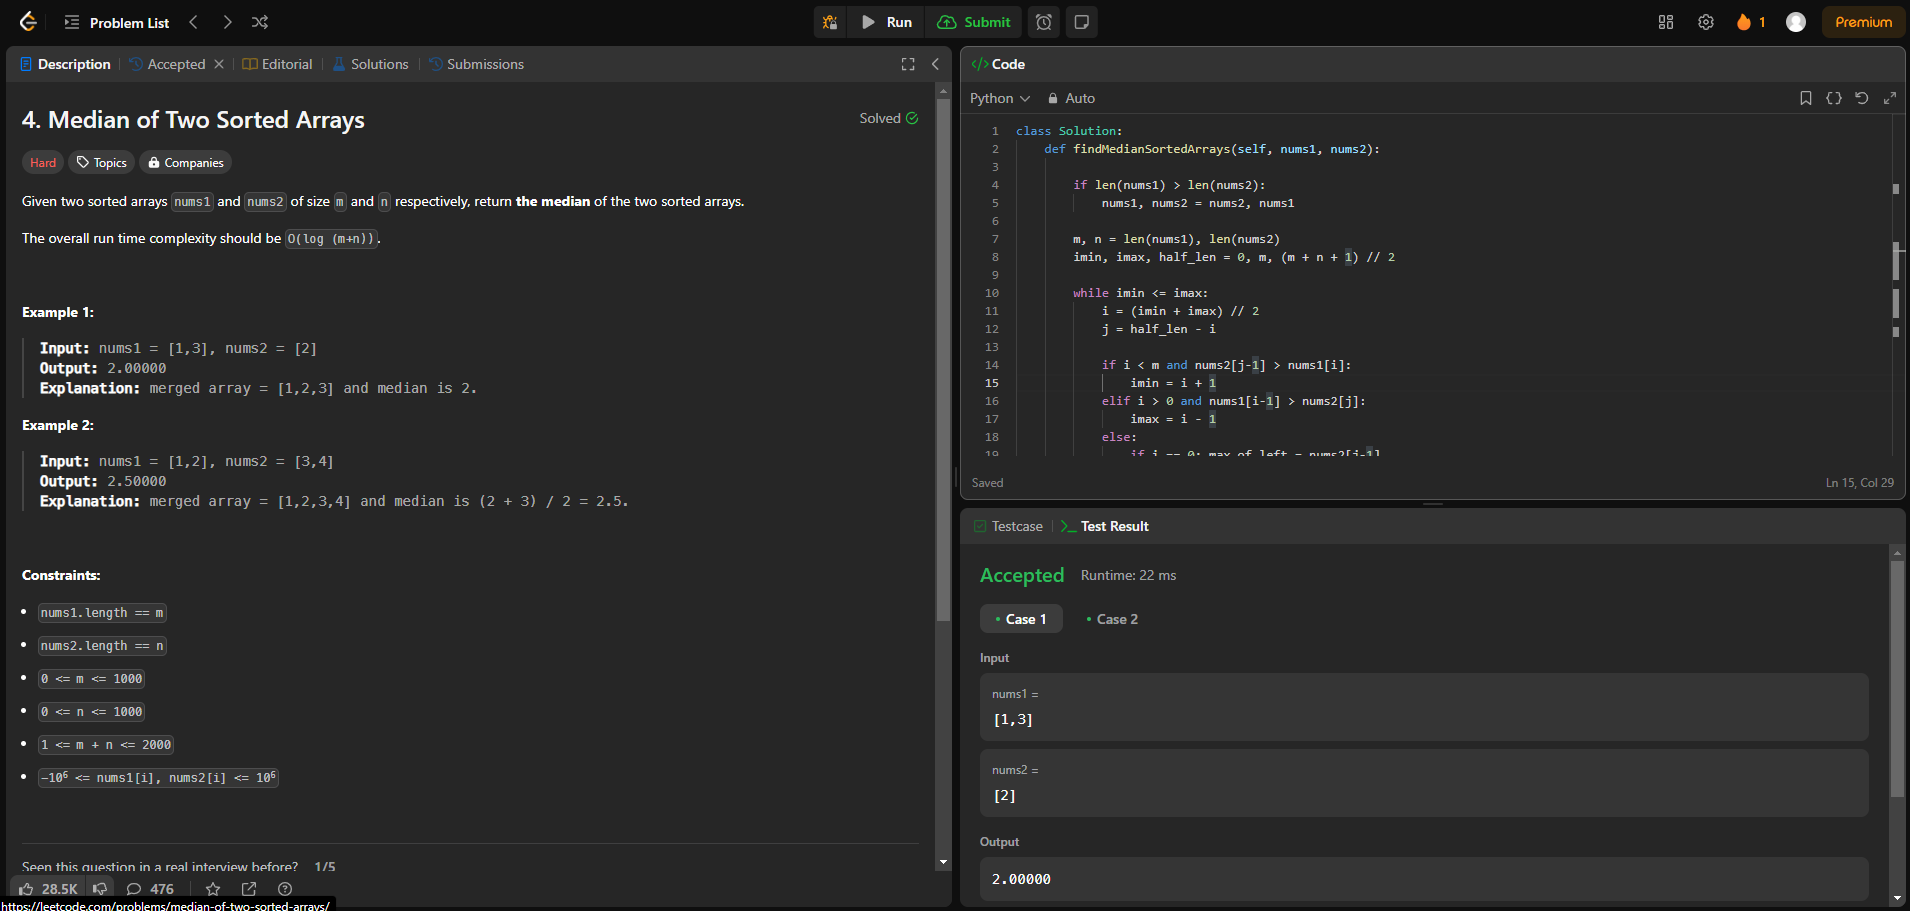 Problem List
Run
Submit
1
Premium
Description
Accepted
Editorial
Solutions
Submissions
4. Median of Two Sorted Arrays
Solved
Hard
Topics
Companies
Given two sorted arrays nums1 and nums2 of size m and n respectively, return the median of the two sorted arrays.
The overall run time complexity should be O(log (m+n)).
Example 1:
Input: nums1 = [1,3], nums2 = [2]
Output: 2.00000
Explanation: merged array = [1,2,3] and median is 2.
Example 2:
Input: nums1 = [1,2], nums2 = [3,4]
Output: 2.50000
Explanation: merged array = [1,2,3,4] and median is (2 + 3) / 2 = 2.5.
Constraints:
nums1.length == m
nums2.length == n
0 <= m <= 1000
0 <= n <= 1000
1 <= m + n <= 2000
-10⁶ <= nums1[i], nums2[i] <= 10⁶
Seen this question in a real interview before? 1/5
28.5K
476
https://leetcode.com/problems/median-of-two-sorted-arrays/
</> Code
Python
Auto
1 class Solution:
2 def findMedianSortedArrays(self, nums1, nums2):
3
4 if len(nums1) > len(nums2):
5 nums1, nums2 = nums2, nums1
6
7 m, n = len(nums1), len(nums2)
8 imin, imax, half_len = 0, m, (m + n + 1) // 2
9
10 while imin <= imax:
11 i = (imin + imax) // 2
12 j = half_len - i
13
14 if i < m and nums2[j-1] > nums1[i]:
15 imin = i + 1
16 elif i > 0 and nums1[i-1] > nums2[j]:
17 imax = i - 1
18 else:
19 if i == 0: max_of_left = nums2[j-1]
Saved
Ln 15, Col 29
Testcase
Test Result
Accepted
Runtime: 22 ms
Case 1
Case 2
Input
nums1 =
[1,3]
nums2 =
[2]
Output
2.00000